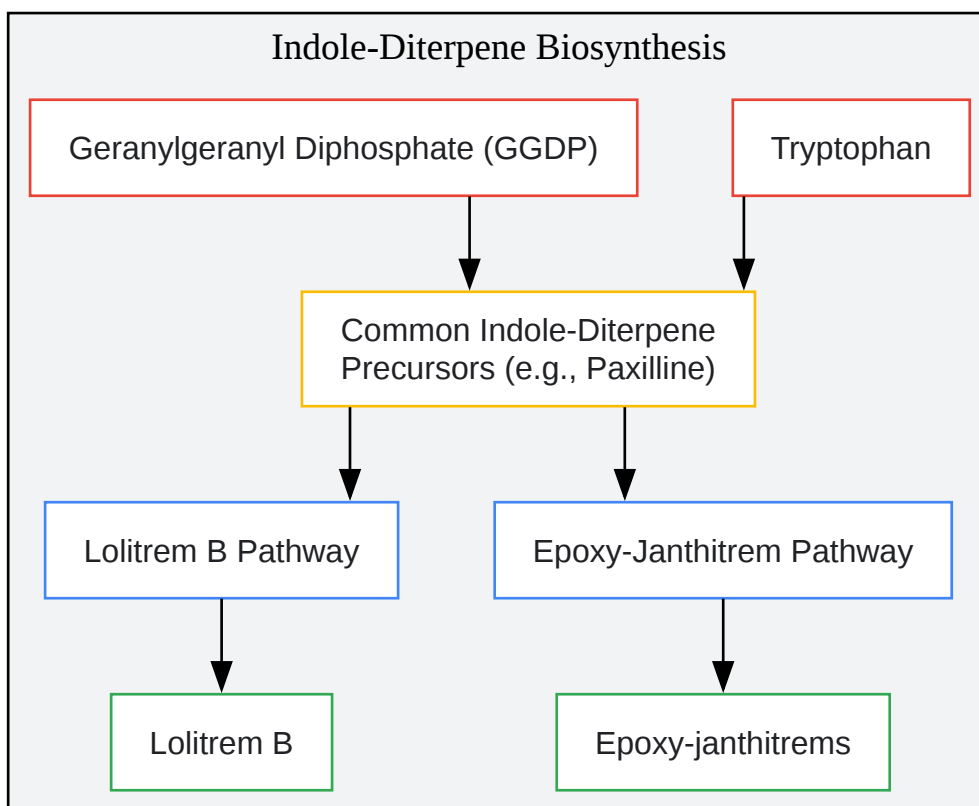 Indole-Diterpene Biosynthesis
Geranylgeranyl Diphosphate (GGDP)
Tryptophan
Common Indole-Diterpene
Precursors (e.g., Paxilline)
Lolitrem B Pathway
Epoxy-Janthitrem Pathway
Lolitrem B
Epoxy-janthitrems